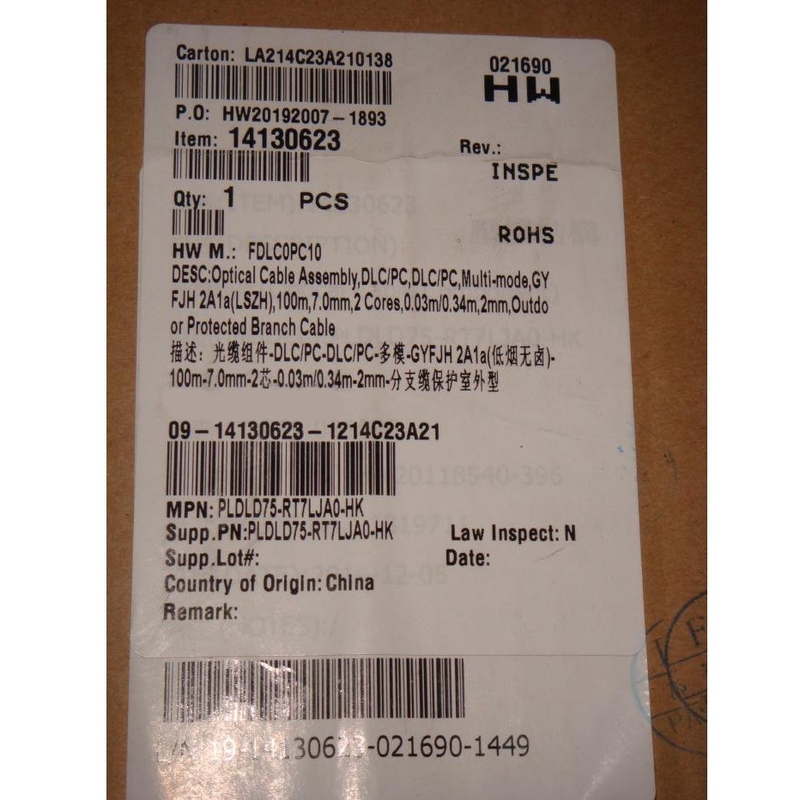 Carton: LA214C23A210138
021690
HW
P.O: HW20192007-1893
Item: 14130623
Rev.:
INSPE
Qty: 1 PCS
ROHS
HW M.: FDLC0PC10
DESC:Optical Cable Assembly,DLC/PC,DLC/PC,Multi-mode,GY
FJH 2A1a(LSZH),100m,7.0mm,2 Cores,0.03m/0.34m,2mm,Outdo
or Protected Branch Cable
描述：光缆组件-DLC/PC-DLC/PC-多模-GYFJH 2A1a(低烟无卤)-
100m-7.0mm-2芯-0.03m/0.34m-2mm-分支缆保护室外型
09-14130623-1214C23A21
MPN: PLDLD75-RT7LJA0-HK
Supp.PN:PLDLD75-RT7LJA0-HK
Law Inspect: N
Supp.Lot#:
Date:
Country of Origin: China
Remark:
19-14130623-021690-1449